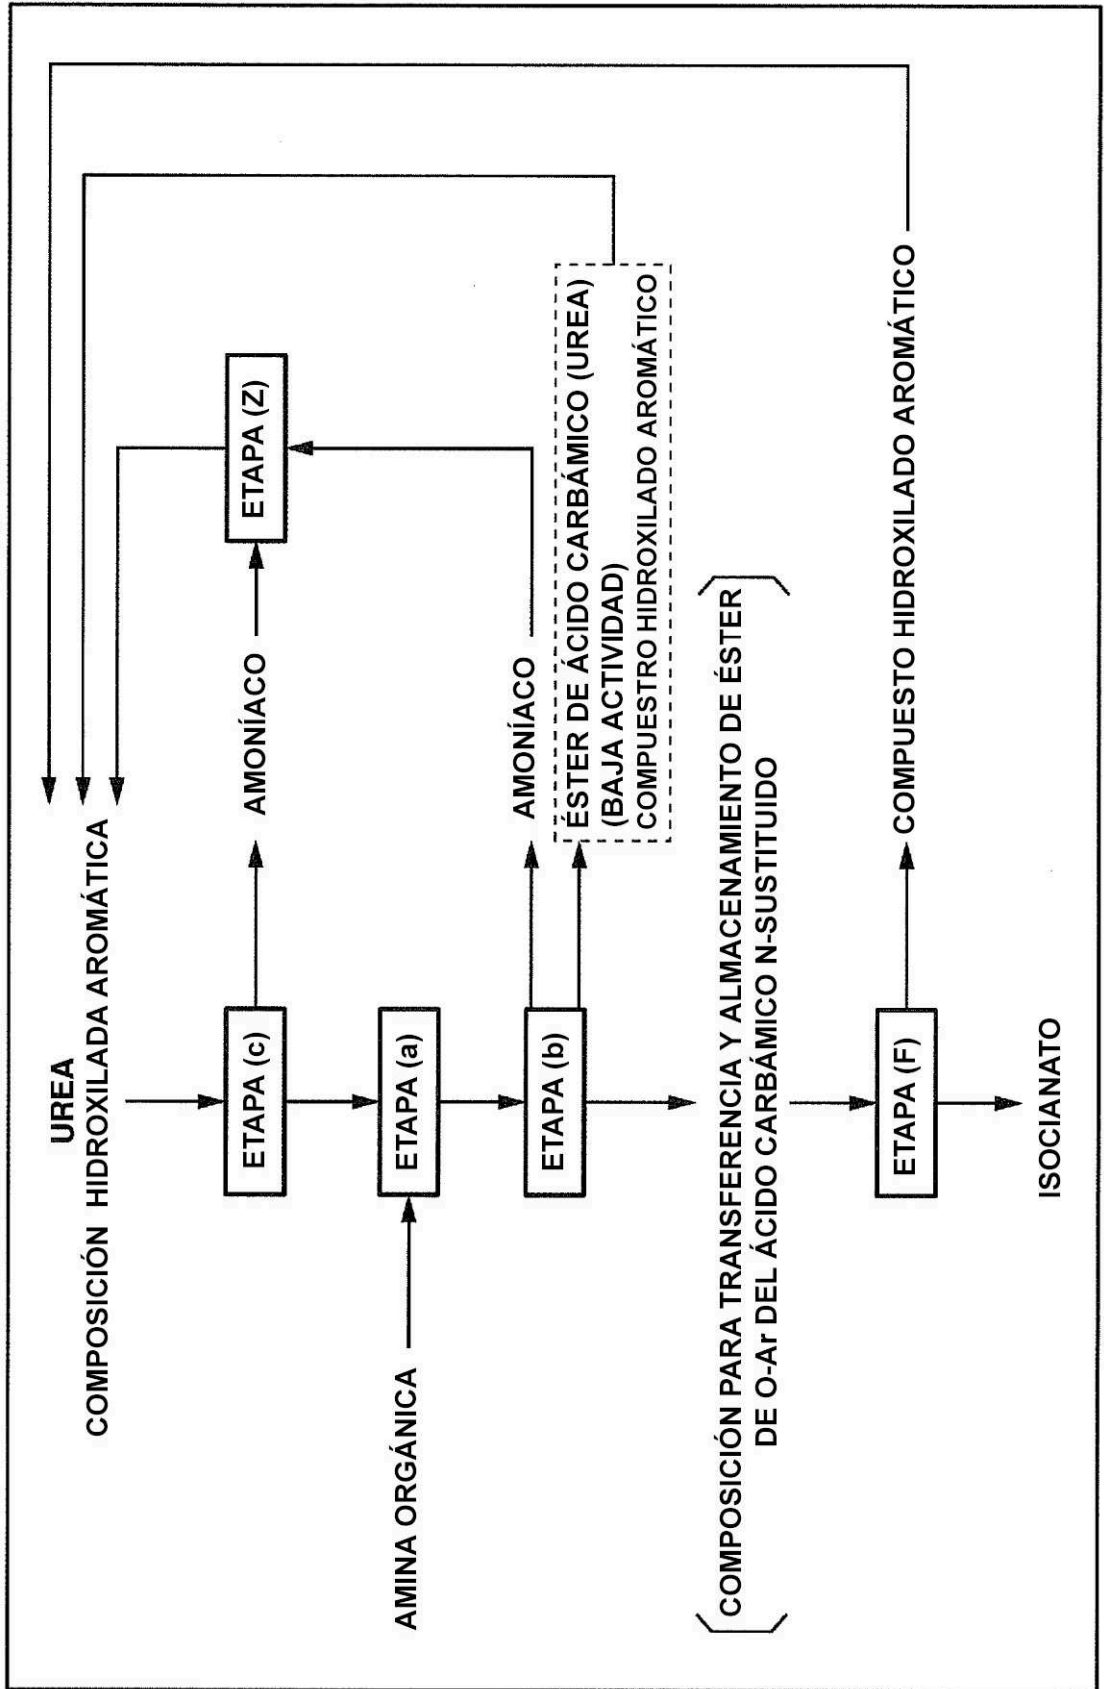 UREA
COMPOSICIÓN HIDROXILADA AROMÁTICA
ETAPA (c)
AMONÍACO
ETAPA (Z)
AMINA ORGÁNICA
ETAPA (a)
ETAPA (b)
AMONÍACO
ÉSTER DE ÁCIDO CARBÁMICO (UREA)
(BAJA ACTIVIDAD)
COMPUESTRO HIDROXILADO AROMÁTICO
COMPOSICIÓN PARA TRANSFERENCIA Y ALMACENAMIENTO DE ÉSTER
DE O-Ar DEL ÁCIDO CARBÁMICO N-SUSTITUIDO
ETAPA (F)
COMPUESTO HIDROXILADO AROMÁTICO
ISOCIANATO